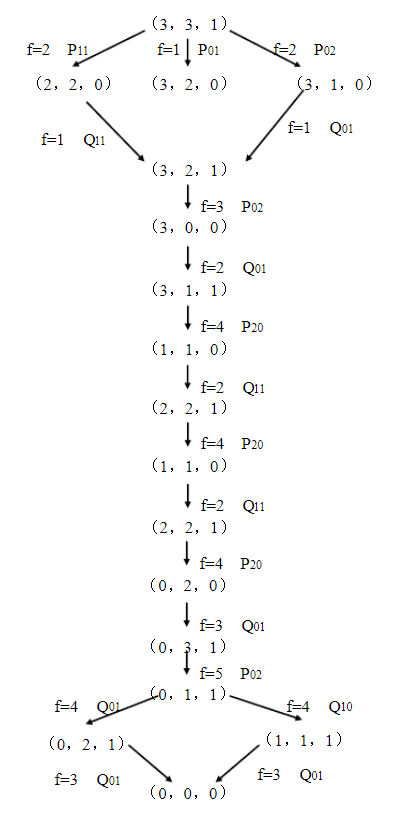 (3, 3, 1)
f=2 P11 f=1 P01 f=2 P02
(2, 2, 0) (3, 2, 0) (3, 1, 0)
f=1 Q11 f=1 Q01
(3, 2, 1)
f=3 P02
(3, 0, 0)
f=2 Q01
(3, 1, 1)
f=4 P20
(1, 1, 0)
f=2 Q11
(2, 2, 1)
f=4 P20
(1, 1, 0)
f=2 Q11
(2, 2, 1)
f=4 P20
(0, 2, 0)
f=3 Q01
(0, 3, 1)
f=5 P02
(0, 1, 1)
f=4 Q01 f=4 Q10
(0, 2, 1) (1, 1, 1)
f=3 Q01 f=3 Q01
(0, 0, 0)